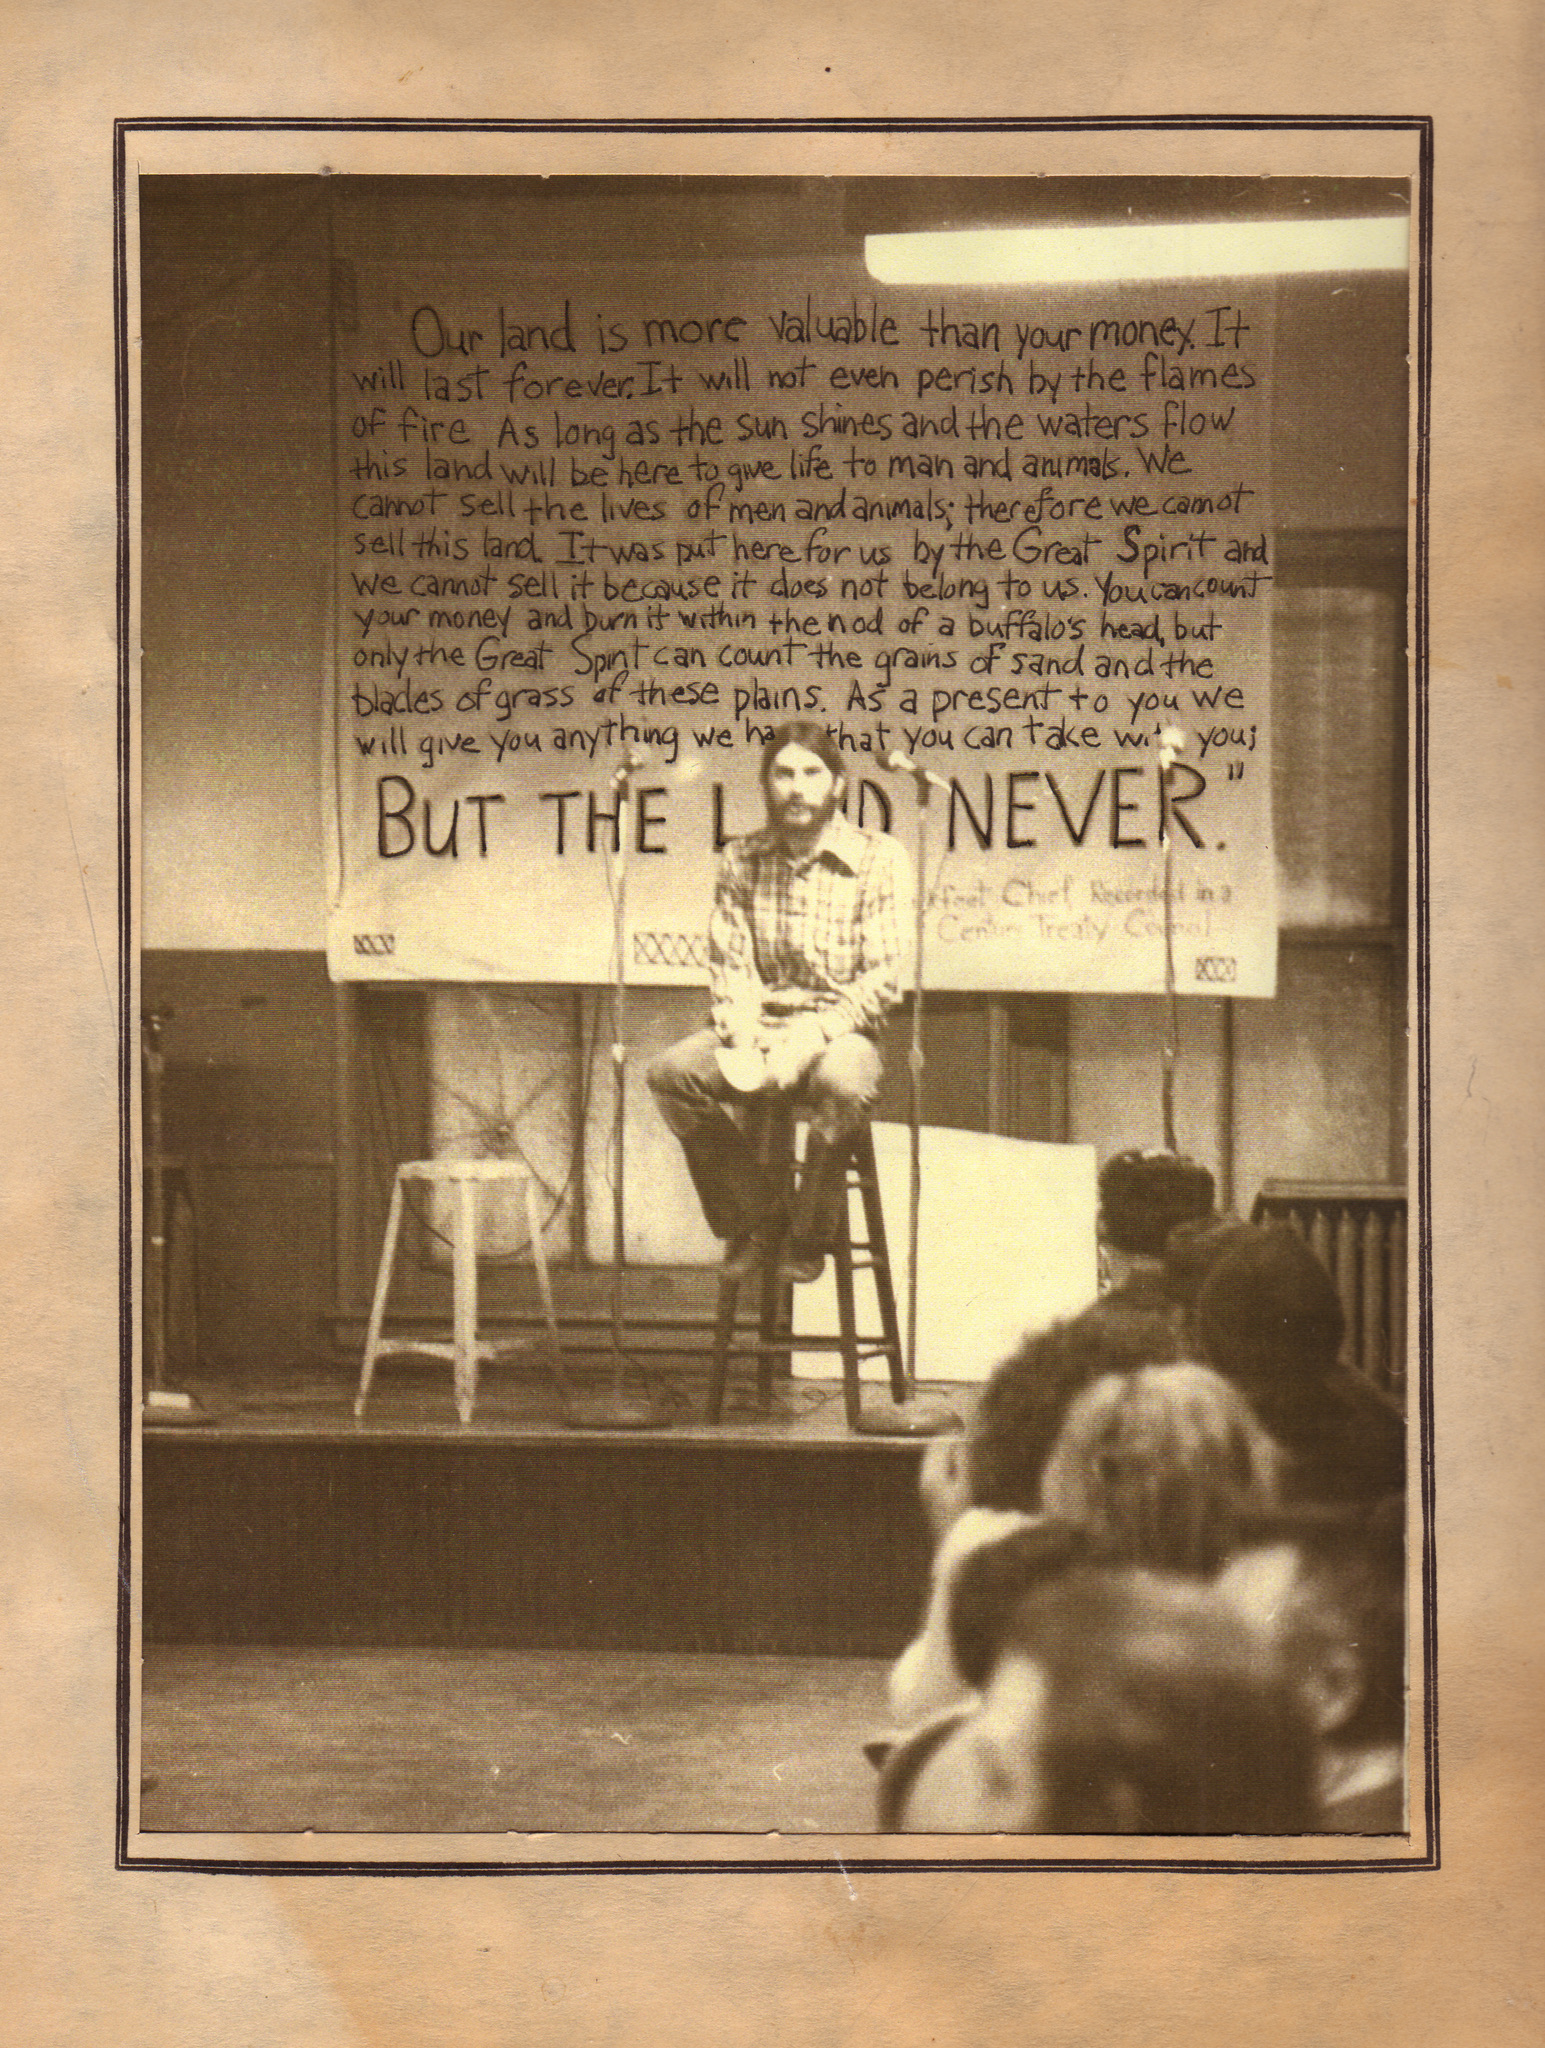 Our land is more valuable than your money. It
will last forever. It will not even perish by the flames
of fire As long as the sun shines and the waters flow
this land will be here to give life to man and animals. We
cannot sell the lives of men and animals; therefore we cannot
sell this land. It was put here for us by the Great Spirit and
we cannot sell it because it does not belong to us. You can count
your money and burn it within the nod of a buffalo's head, but
only the Great Spirit can count the grains of sand and the
blades of grass of these plains. As a present to you we
will give you anything we ha that you can take wi you;
BUT THE L D NEVER."
kfeet Chief Recorded in a
Century Treaty Council